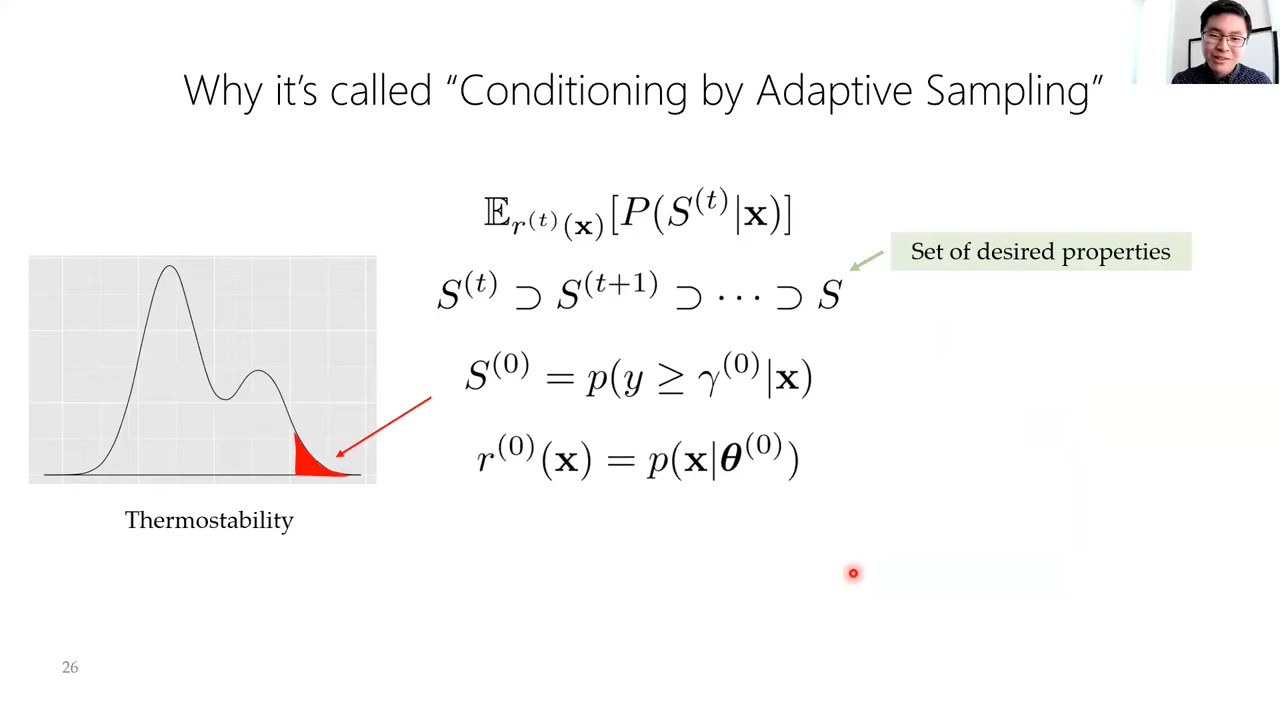 Why it's called “Conditioning by Adaptive Sampling”
𝔼_{r^{(t)}(𝐱)}[P(S^{(t)}|𝐱)]
Set of desired properties
S^{(t)} ⊃ S^{(t+1)} ⊃ ⋯ ⊃ S
S^{(0)} = p(y ≥ γ^{(0)}|𝐱)
r^{(0)}(𝐱) = p(𝐱|𝜽^{(0)})
Thermostability
26